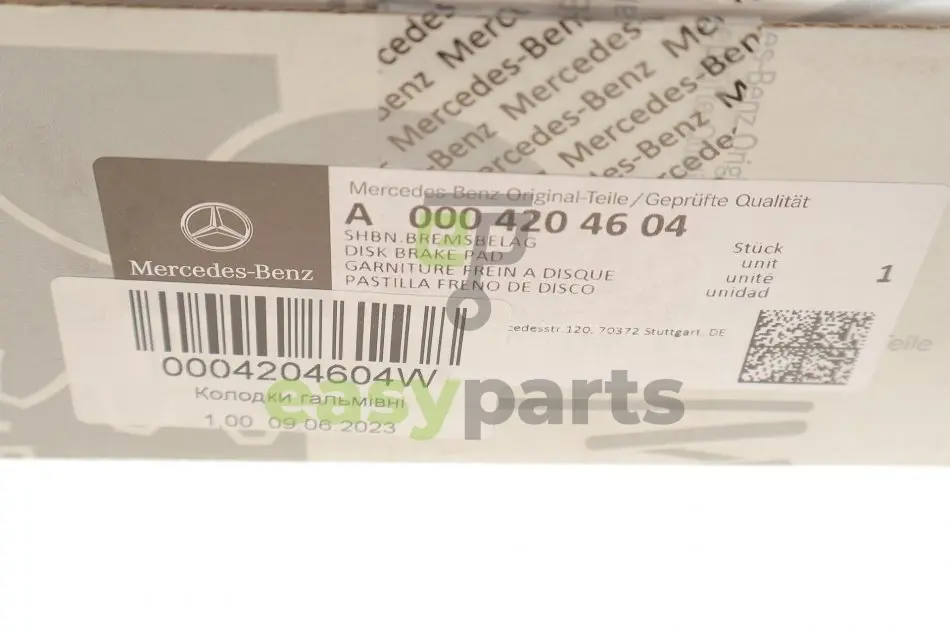 Mercedes-Benz Original-Teile/Geprüfte Qualität
A 000 420 46 04
SHBN.BREMSBELAG
DISK BRAKE PAD
GARNITURE FREIN A DISQUE
PASTILLA FRENO DE DISCO
Stück
unit
unité
unidad
1
Mercedes-Benz
120, 70372 Stuttgart, DE
0004204604W
Колодки гальмівні
1,00 09.06.2023
easyparts
Mercedes-Benz
Mercedes-Benz
Mercedes-Benz